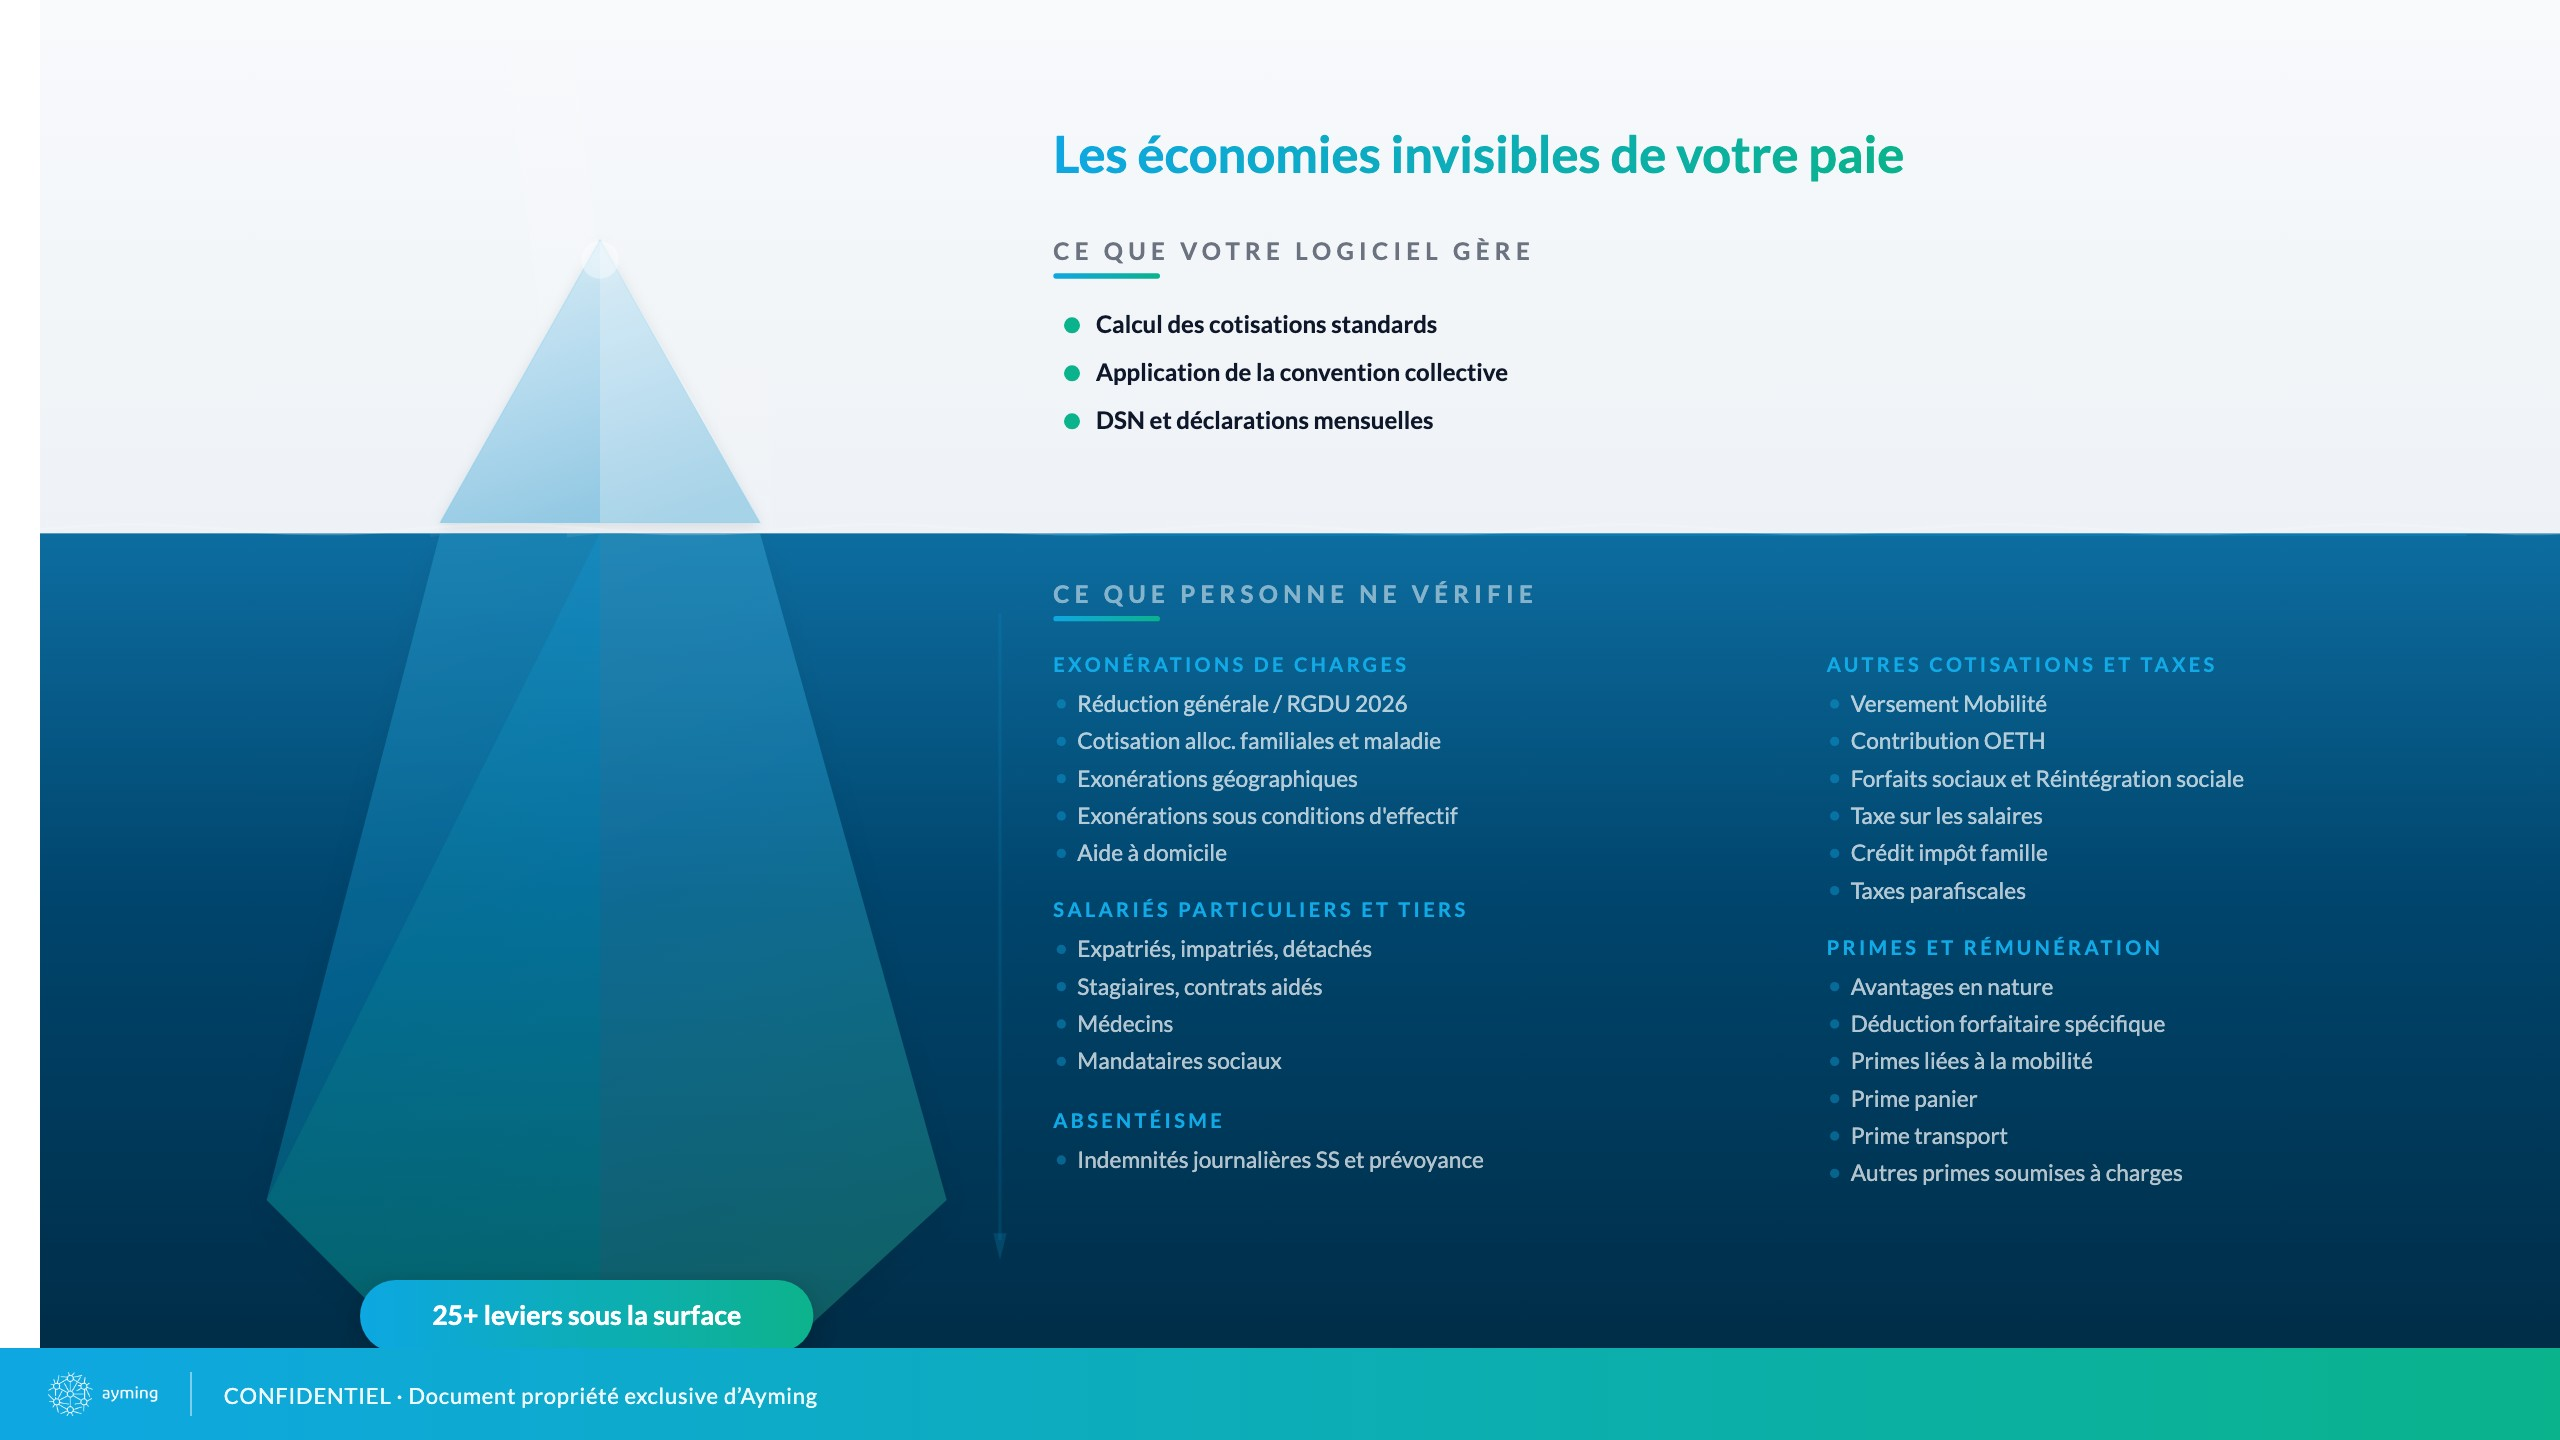 Les économies invisibles de votre paie
CE QUE VOTRE LOGICIEL GÈRE
Calcul des cotisations standards
Application de la convention collective
DSN et déclarations mensuelles
CE QUE PERSONNE NE VÉRIFIE
EXONÉRATIONS DE CHARGES
Réduction générale / RGDU 2026
Cotisation alloc. familiales et maladie
Exonérations géographiques
Exonérations sous conditions d'effectif
Aide à domicile
SALARIÉS PARTICULIERS ET TIERS
Expatriés, impatriés, détachés
Stagiaires, contrats aidés
Médecins
Mandataires sociaux
ABSENTÉISME
Indemnités journalières SS et prévoyance
AUTRES COTISATIONS ET TAXES
Versement Mobilité
Contribution OETH
Forfaits sociaux et Réintégration sociale
Taxe sur les salaires
Crédit impôt famille
Taxes parafiscales
PRIMES ET RÉMUNÉRATION
Avantages en nature
Déduction forfaitaire spécifique
Primes liées à la mobilité
Prime panier
Prime transport
Autres primes soumises à charges
25+ leviers sous la surface
ayming
CONFIDENTIEL · Document propriété exclusive d’Ayming